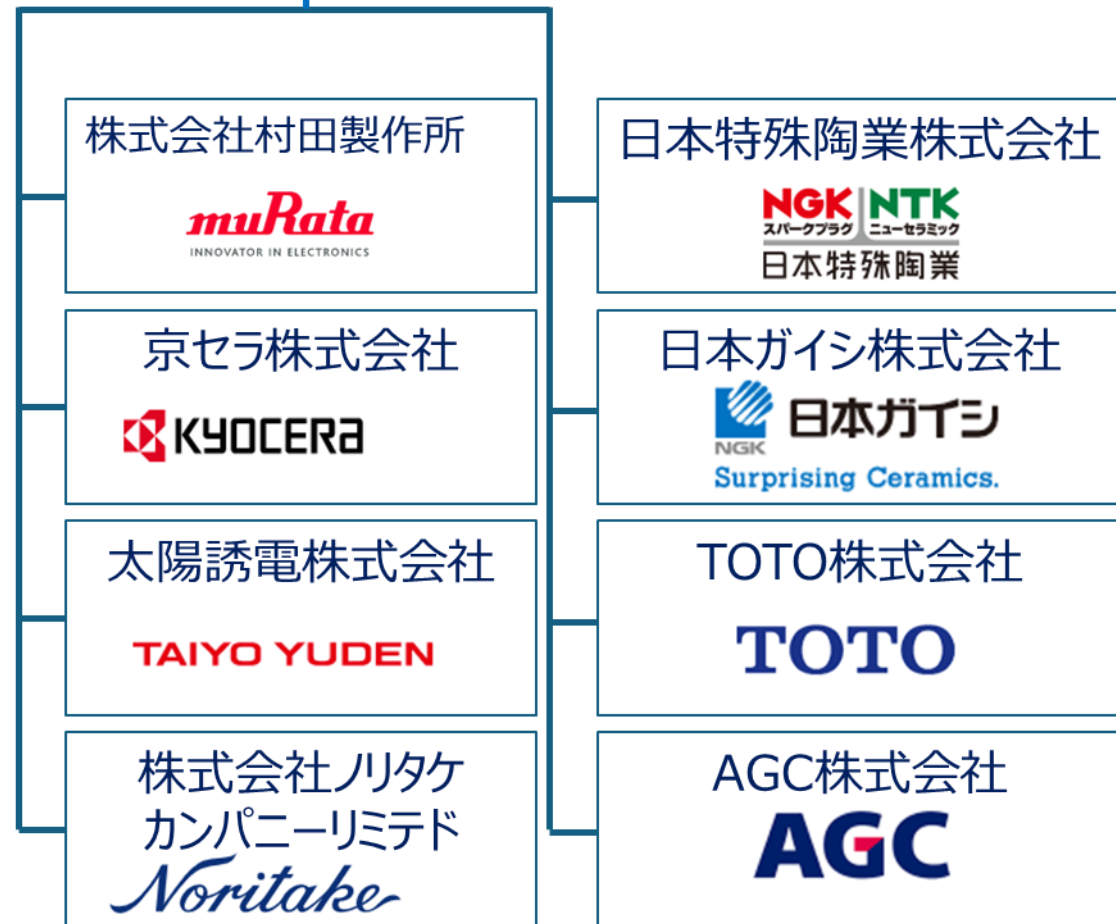 株式会社村田製作所
muRata
INNOVATOR IN ELECTRONICS
京セラ株式会社
KYOCERA
太陽誘電株式会社
TAIYO YUDEN
株式会社ノリタケ
カンパニーリミテド
Noritake
日本特殊陶業株式会社
NGK NTK
スパークプラグ ニューセラミック
日本特殊陶業
日本ガイシ株式会社
日本ガイシ
NGK
Surprising Ceramics.
TOTO株式会社
TOTO
AGC株式会社
AGC